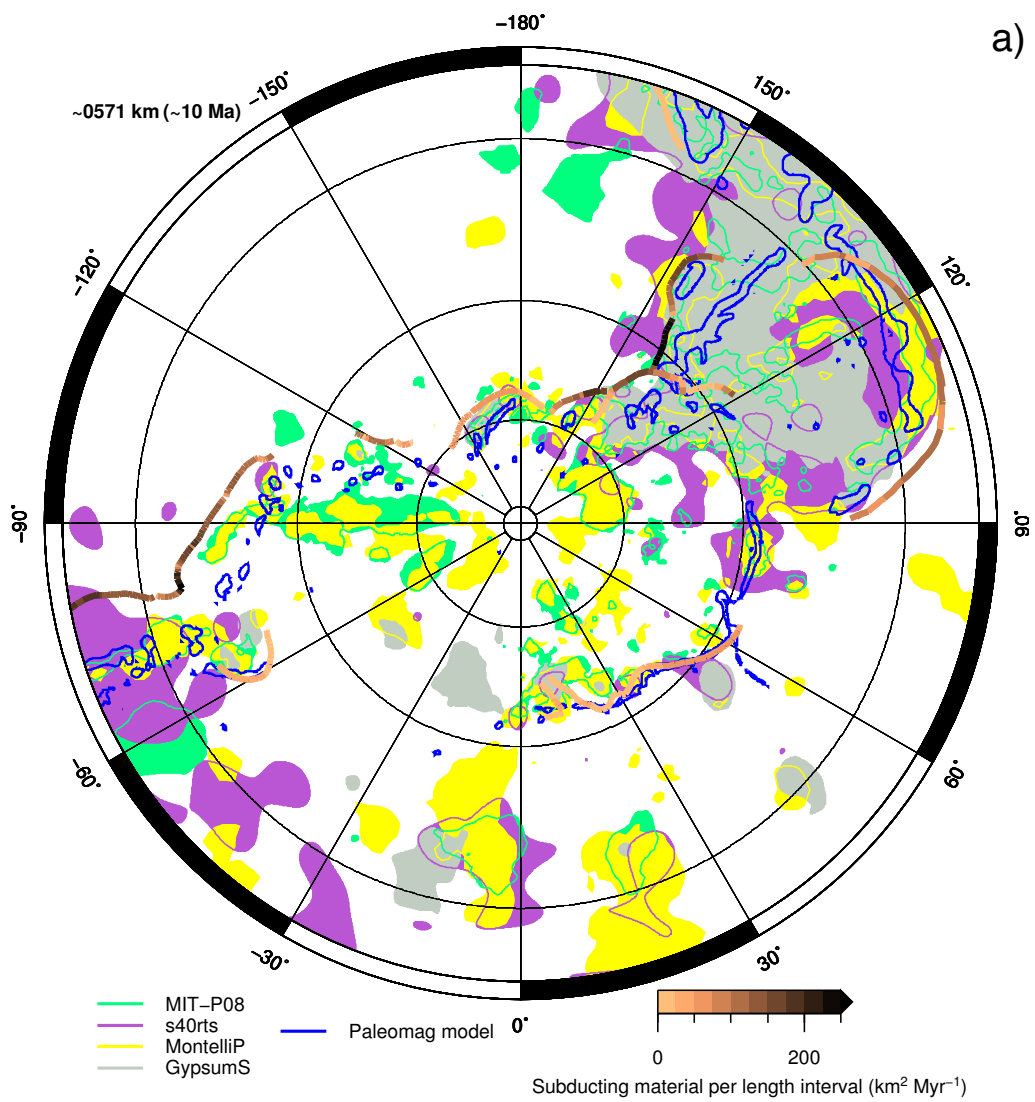 a)
−180°
−150°
150°
~0571 km (~10 Ma)
−120°
120°
−90°
90°
−60°
60°
−30°
30°
0°
MIT−P08
s40rts
MontelliP
GypsumS
Paleomag model
0 200
Subducting material per length interval (km² Myr⁻¹)